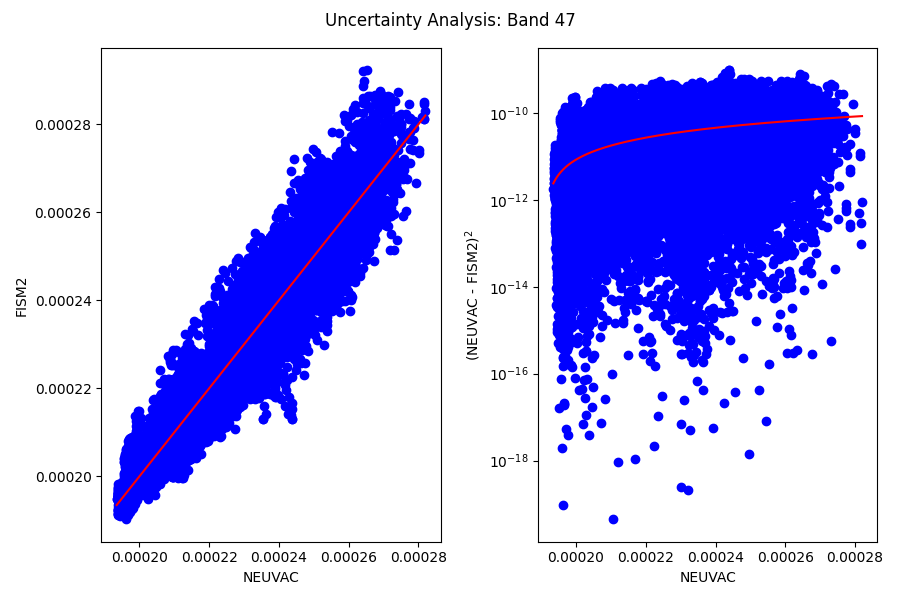 Uncertainty Analysis: Band 47
FISM2
0.00028
0.00026
0.00024
0.00022
0.00020
0.00020 0.00022 0.00024 0.00026 0.00028
NEUVAC
(NEUVAC - FISM2)²
10⁻¹⁰
10⁻¹²
10⁻¹⁴
10⁻¹⁶
10⁻¹⁸
0.00020 0.00022 0.00024 0.00026 0.00028
NEUVAC